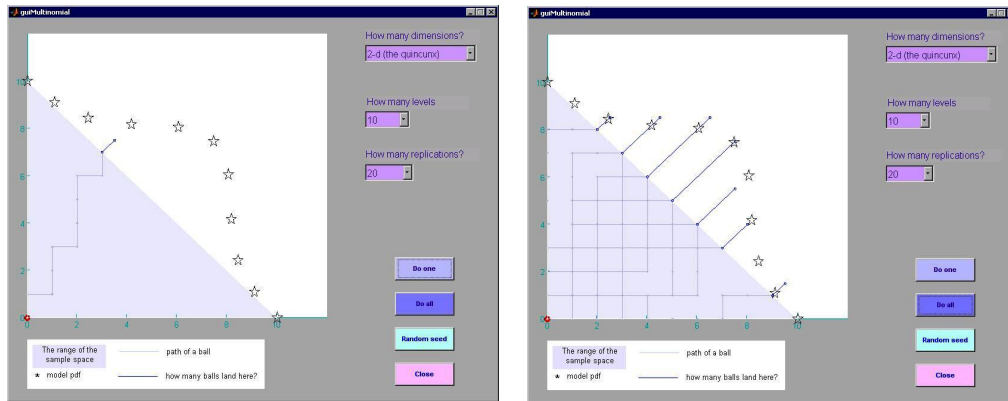 guiMultinomial
How many dimensions?
2-d (the quincunx)
How many levels
10
How many replications?
20
10
8
6
4
2
0
0 2 4 6 8 10
Do one
Do all
Random seed
Close
The range of the
sample space
path of a ball
model pdf
how many balls land here?
guiMultinomial
How many dimensions?
2-d (the quincunx)
How many levels
10
How many replications?
20
10
8
6
4
2
0
0 2 4 6 8 10
Do one
Do all
Random seed
Close
The range of the
sample space
path of a ball
model pdf
how many balls land here?